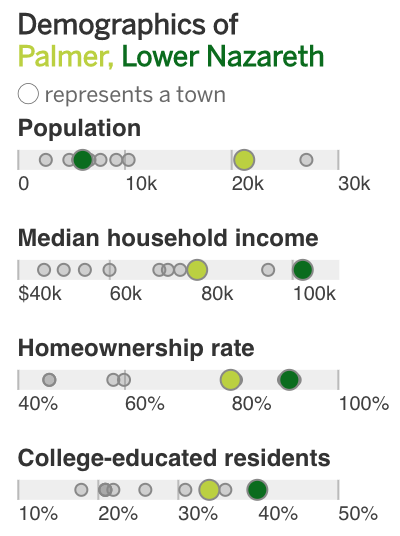 Demographics of
Palmer, Lower Nazareth
represents a town
Population
0 10k 20k 30k
Median household income
$40k 60k 80k 100k
Homeownership rate
40% 60% 80% 100%
College-educated residents
10% 20% 30% 40% 50%